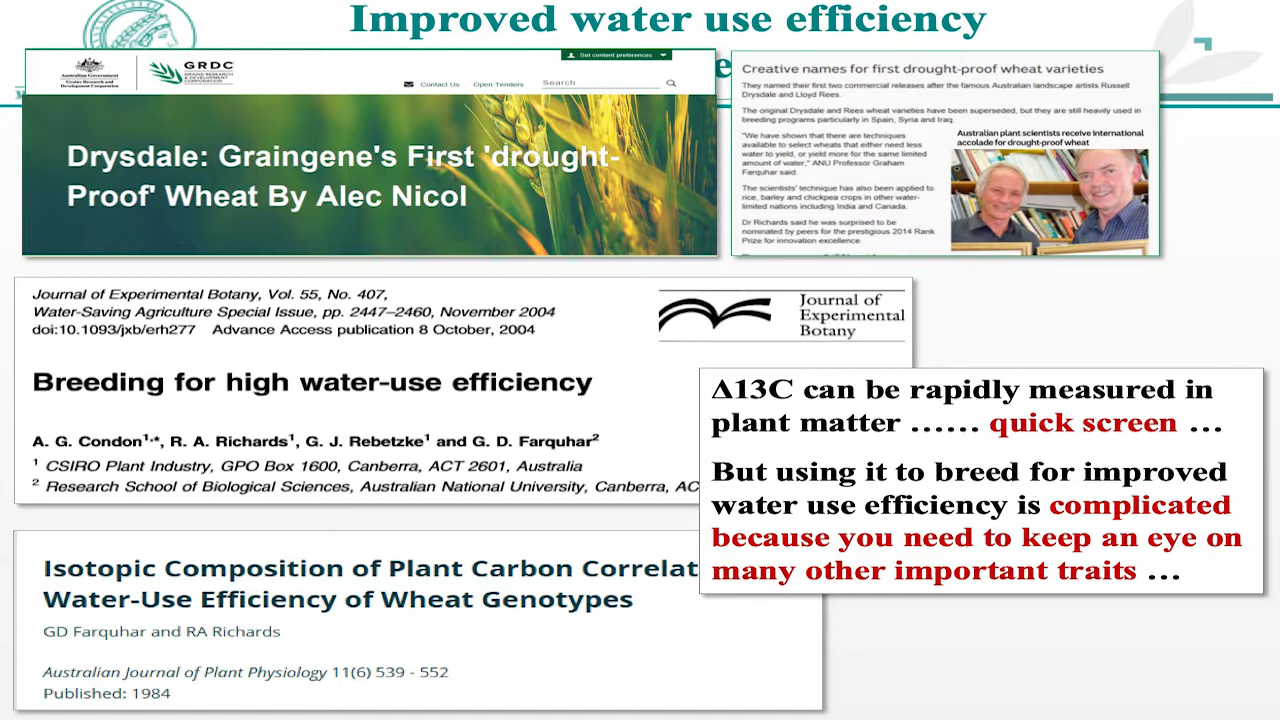 Improved water use efficiency
Australian Government
Grains Research and
Development Corporation
GRDC
GRAINS RESEARCH
& DEVELOPMENT
CORPORATION
Set content preferences
Contact Us Open Tenders Search
Drysdale: Graingene's First 'drought-
Proof' Wheat By Alec Nicol
Creative names for first drought-proof wheat varieties
They named their first two commercial releases after the famous Australian landscape artists Russell
Drysdale and Lloyd Rees.
The original Drysdale and Rees wheat varieties have been superseded, but they are still heavily used in
breeding programs particularly in Spain, Syria and Iraq.
"We have shown that there are techniques
available to select wheats that either need less
water to yield, or yield more for the same limited
amount of water," ANU Professor Graham
Farquhar said.
The scientists' technique has also been applied to
rice, barley and chickpea crops in other water-
limited nations including India and Canada.
Dr Richards said he was surprised to be
nominated by peers for the prestigious 2014 Rank
Prize for innovation excellence.
Australian plant scientists receive international
accolade for drought-proof wheat
Journal of Experimental Botany, Vol. 55, No. 407,
Water-Saving Agriculture Special Issue, pp. 2447–2460, November 2004
doi:10.1093/jxb/erh277 Advance Access publication 8 October, 2004
Journal of
Experimental
Botany
Breeding for high water-use efficiency
A. G. Condon1,*, R. A. Richards1, G. J. Rebetzke1 and G. D. Farquhar2
1 CSIRO Plant Industry, GPO Box 1600, Canberra, ACT 2601, Australia
2 Research School of Biological Sciences, Australian National University, Canberra, AC
Δ13C can be rapidly measured in
plant matter …… quick screen …
But using it to breed for improved
water use efficiency is complicated
because you need to keep an eye on
many other important traits …
Isotopic Composition of Plant Carbon Correlat
Water-Use Efficiency of Wheat Genotypes
GD Farquhar and RA Richards
Australian Journal of Plant Physiology 11(6) 539 - 552
Published: 1984